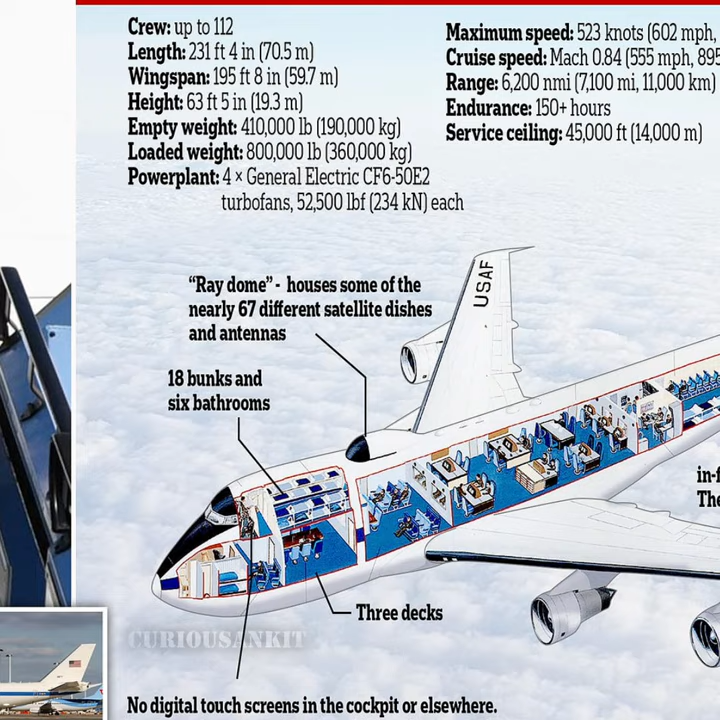 Crew: up to 112
Length: 231 ft 4 in (70.5 m)
Wingspan: 195 ft 8 in (59.7 m)
Height: 63 ft 5 in (19.3 m)
Empty weight: 410,000 lb (190,000 kg)
Loaded weight: 800,000 lb (360,000 kg)
Powerplant: 4 × General Electric CF6-50E2
turbofans, 52,500 lbf (234 kN) each
Maximum speed: 523 knots (602 mph,
Cruise speed: Mach 0.84 (555 mph, 895
Range: 6,200 nmi (7,100 mi, 11,000 km)
Endurance: 150+ hours
Service ceiling: 45,000 ft (14,000 m)
USAF
“Ray dome” - houses some of the
nearly 67 different satellite dishes
and antennas
18 bunks and
six bathrooms
in-f
The
Three decks
CURIOUSANKIT
No digital touch screens in the cockpit or elsewhere.